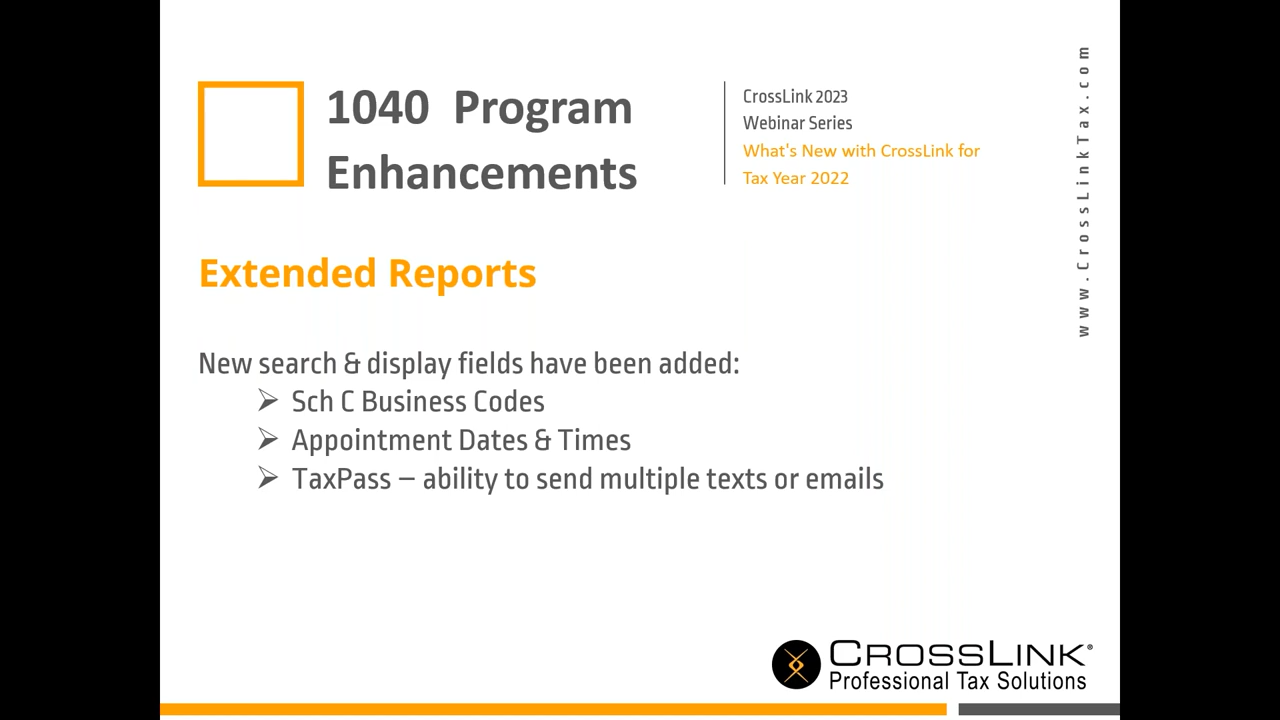 1040 Program
Enhancements
CrossLink 2023
Webinar Series
What's New with CrossLink for
Tax Year 2022
www.CrossLinkTax.com
Extended Reports
New search & display fields have been added:
➢ Sch C Business Codes
➢ Appointment Dates & Times
➢ TaxPass – ability to send multiple texts or emails
CROSSLINK®
Professional Tax Solutions